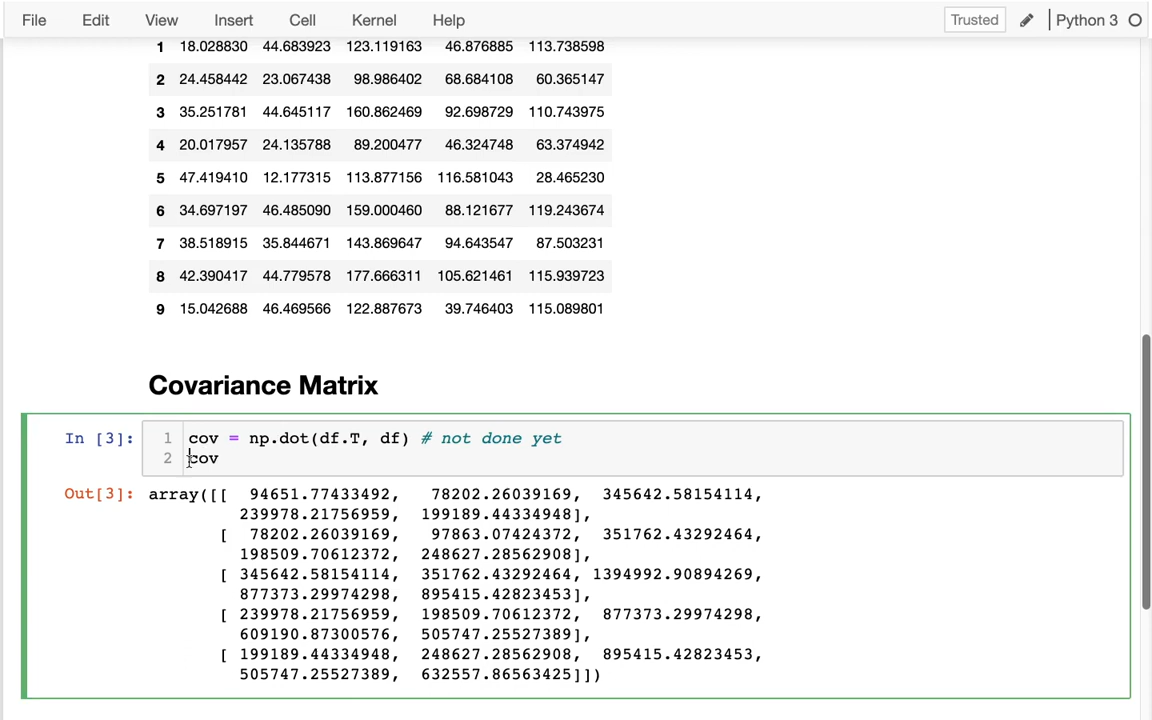 File Edit View Insert Cell Kernel Help Trusted Python 3
1 18.028830 44.683923 123.119163 46.876885 113.738598
2 24.458442 23.067438 98.986402 68.684108 60.365147
3 35.251781 44.645117 160.862469 92.698729 110.743975
4 20.017957 24.135788 89.200477 46.324748 63.374942
5 47.419410 12.177315 113.877156 116.581043 28.465230
6 34.697197 46.485090 159.000460 88.121677 119.243674
7 38.518915 35.844671 143.869647 94.643547 87.503231
8 42.390417 44.779578 177.666311 105.621461 115.939723
9 15.042688 46.469566 122.887673 39.746403 115.089801
Covariance Matrix
In [3]: 1 cov = np.dot(df.T, df) # not done yet
2 cov
Out[3]: array([[ 94651.77433492, 78202.26039169, 345642.58154114,
239978.21756959, 199189.44334948],
[ 78202.26039169, 97863.07424372, 351762.43292464,
198509.70612372, 248627.28562908],
[ 345642.58154114, 351762.43292464, 1394992.90894269,
877373.29974298, 895415.42823453],
[ 239978.21756959, 198509.70612372, 877373.29974298,
609190.87300576, 505747.25527389],
[ 199189.44334948, 248627.28562908, 895415.42823453,
505747.25527389, 632557.86563425]])